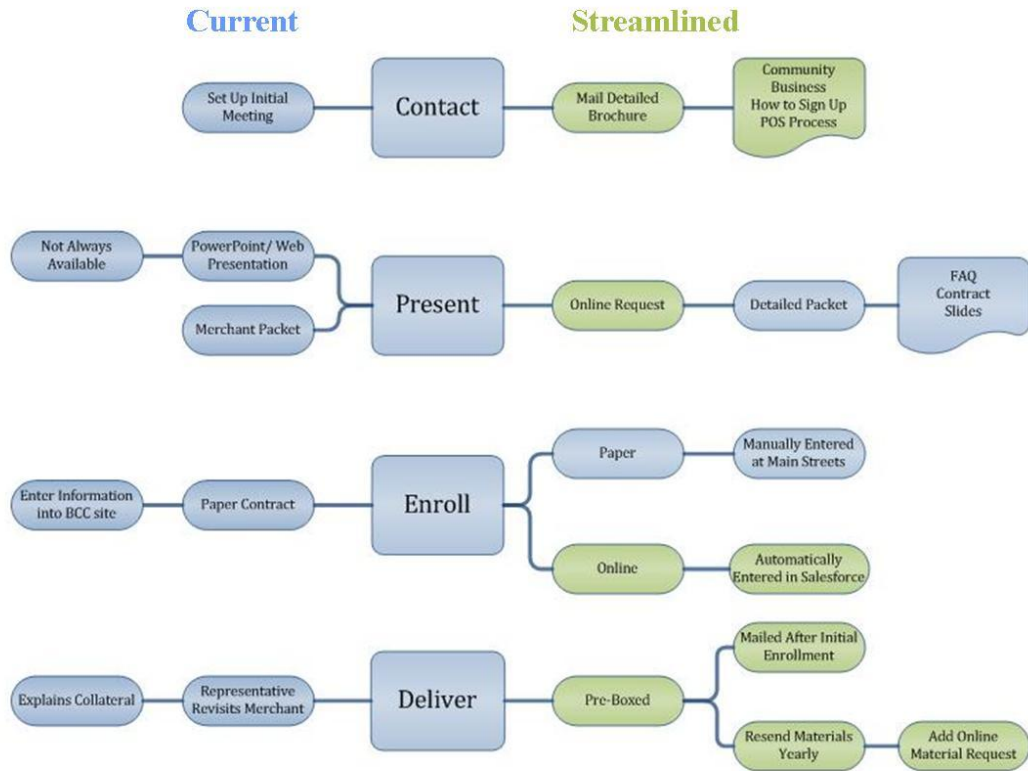 Current
Streamlined
Set Up Initial
Meeting
Contact
Mail Detailed
Brochure
Community
Business
How to Sign Up
POS Process
Not Always
Available
PowerPoint/ Web
Presentation
Merchant Packet
Present
Online Request
Detailed Packet
FAQ
Contract
Slides
Enter Information
into BCC site
Paper Contract
Enroll
Paper
Manually Entered
at Main Streets
Online
Automatically
Entered in Salesforce
Explains Collateral
Representative
Revisits Merchant
Deliver
Pre-Boxed
Mailed After Initial
Enrollment
Resend Materials
Yearly
Add Online
Material Request